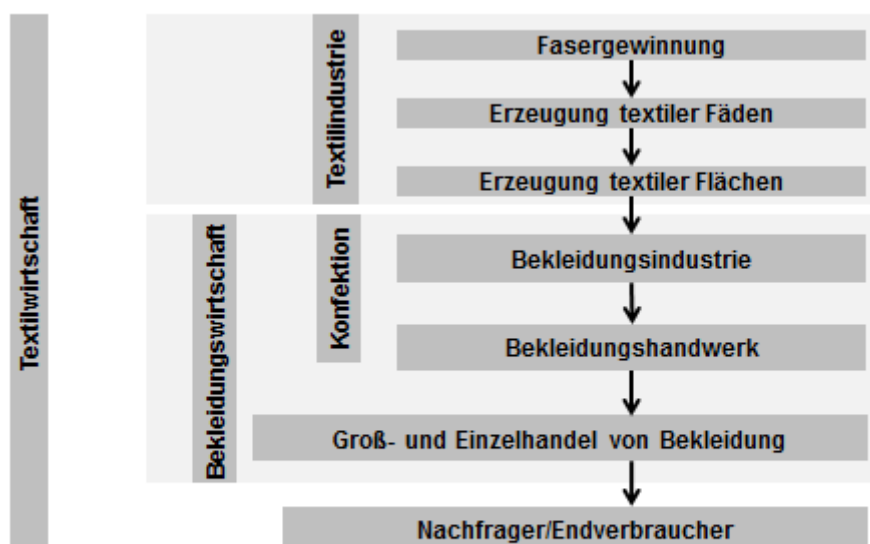 Textilwirtschaft
Textilindustrie
Fasergewinnung
Erzeugung textiler Fäden
Erzeugung textiler Flächen
Bekleidungswirtschaft
Konfektion
Bekleidungsindustrie
Bekleidungshandwerk
Groß- und Einzelhandel von Bekleidung
Nachfrager/Endverbraucher